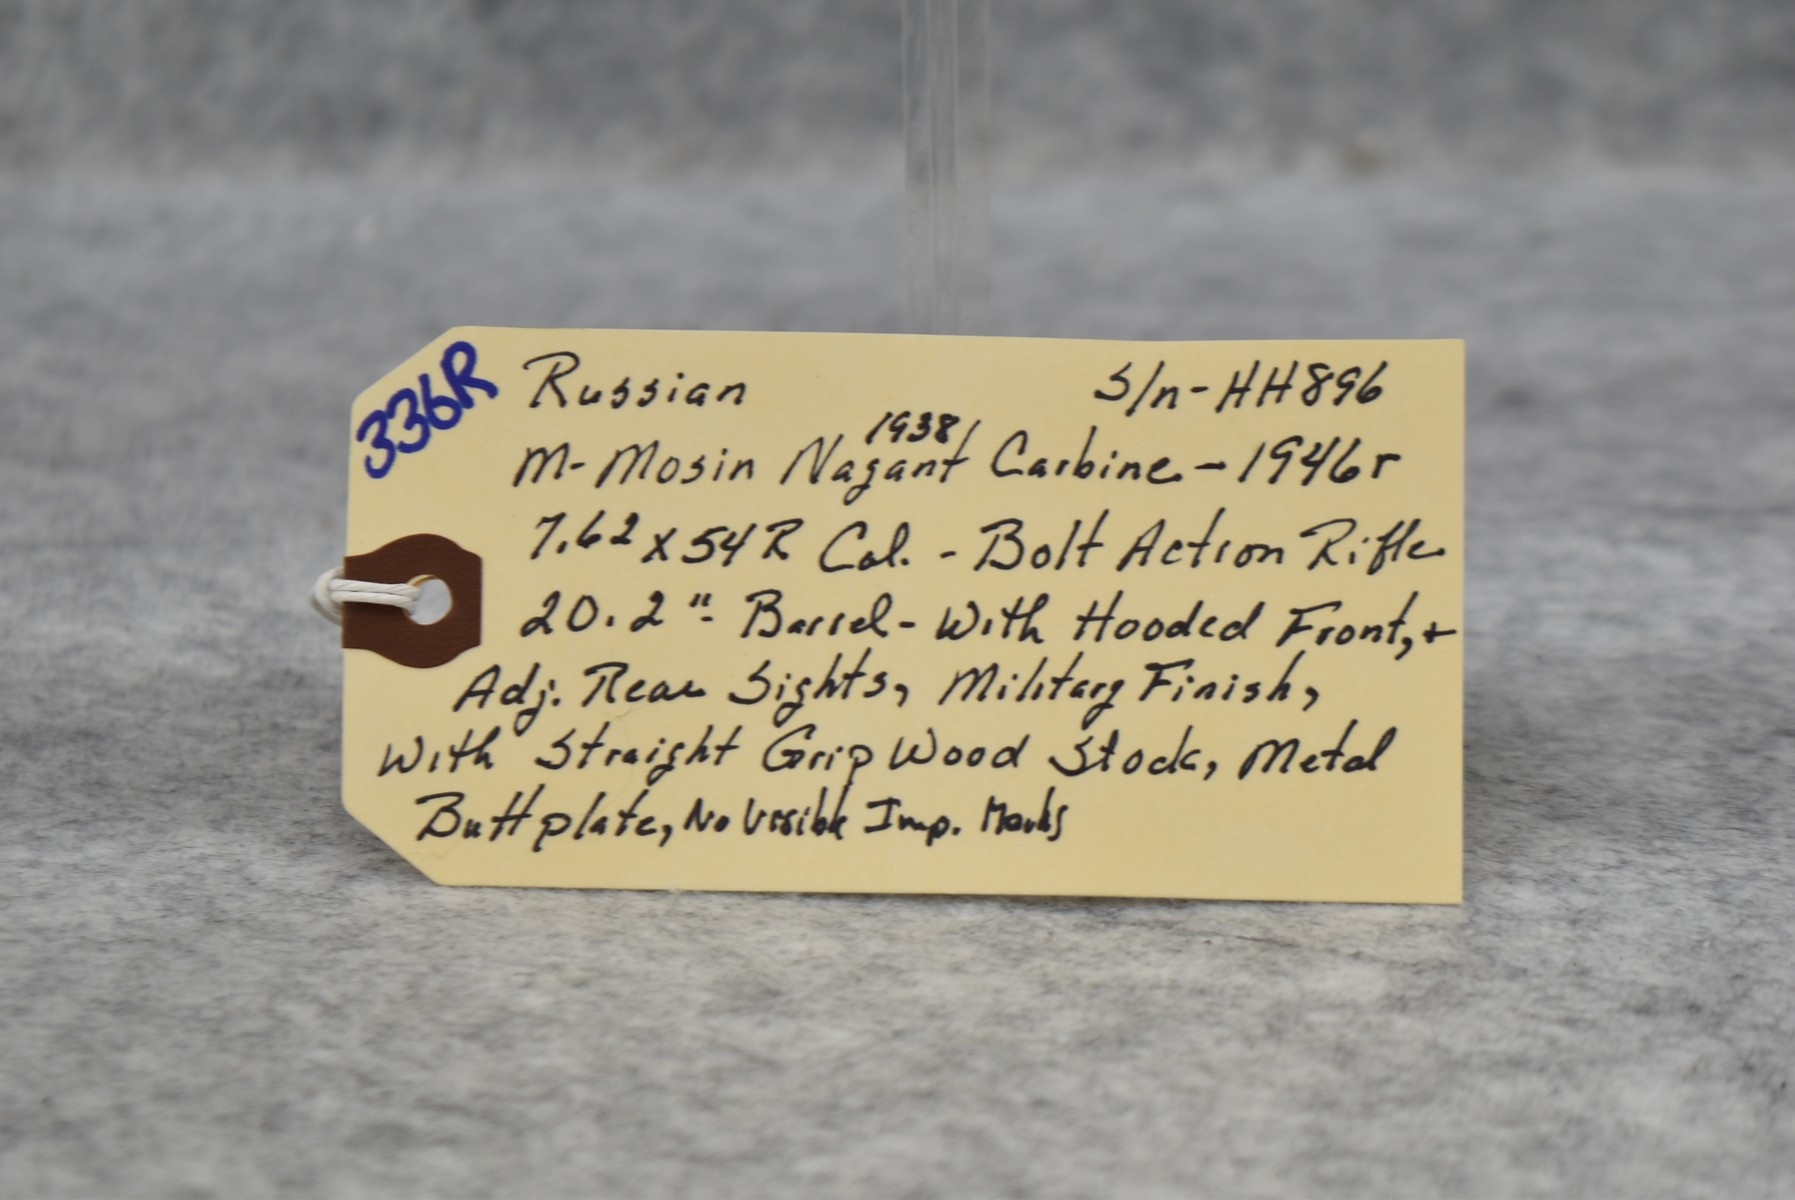 336R
Russian S/n-HH896
M-Mosin Nagant 1938/ Carbine - 1946r
7.62x54R Cal. - Bolt Action Rifle
20.2"- Barrel- With Hooded Front, +
Adj. Rear Sights, Military Finish,
With Straight Grip Wood Stock, Metal
Buttplate, No Visible Imp. Marks